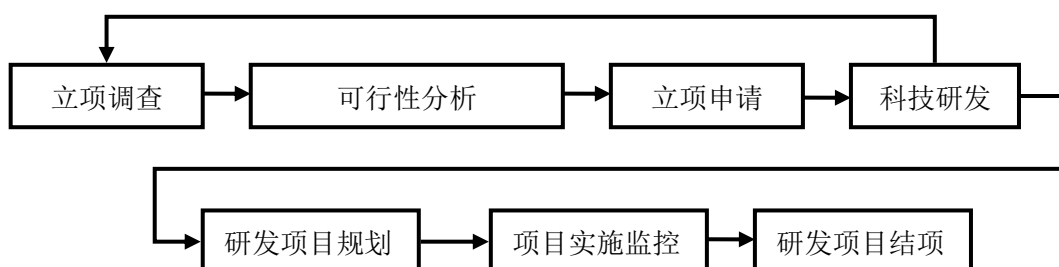 立项调查
可行性分析
立项申请
科技研发
研发项目规划
项目实施监控
研发项目结项